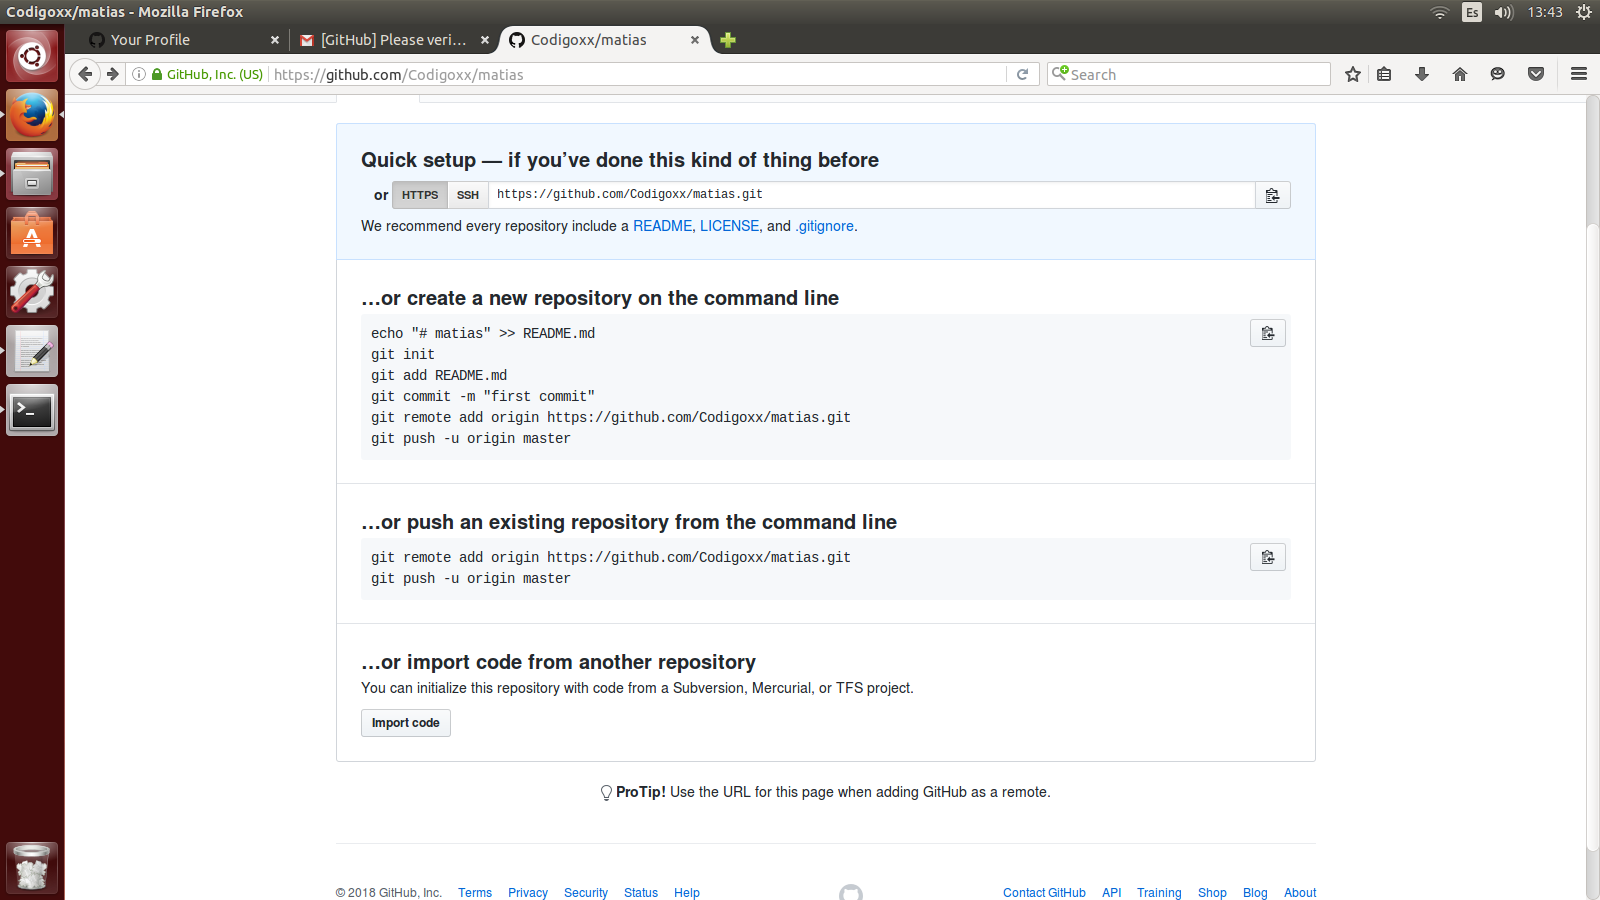 Codigoxx/matias - Mozilla Firefox
Es
13:43
Your Profile
[GitHub] Please veri...
Codigoxx/matias
GitHub, Inc. (US)
https://github.com/Codigoxx/matias
Search
Quick setup — if you’ve done this kind of thing before
or HTTPS SSH https://github.com/Codigoxx/matias.git
We recommend every repository include a README, LICENSE, and .gitignore.
…or create a new repository on the command line
echo "# matias" >> README.md
git init
git add README.md
git commit -m "first commit"
git remote add origin https://github.com/Codigoxx/matias.git
git push -u origin master
…or push an existing repository from the command line
git remote add origin https://github.com/Codigoxx/matias.git
git push -u origin master
…or import code from another repository
You can initialize this repository with code from a Subversion, Mercurial, or TFS project.
Import code
ProTip! Use the URL for this page when adding GitHub as a remote.
© 2018 GitHub, Inc. Terms Privacy Security Status Help Contact GitHub API Training Shop Blog About